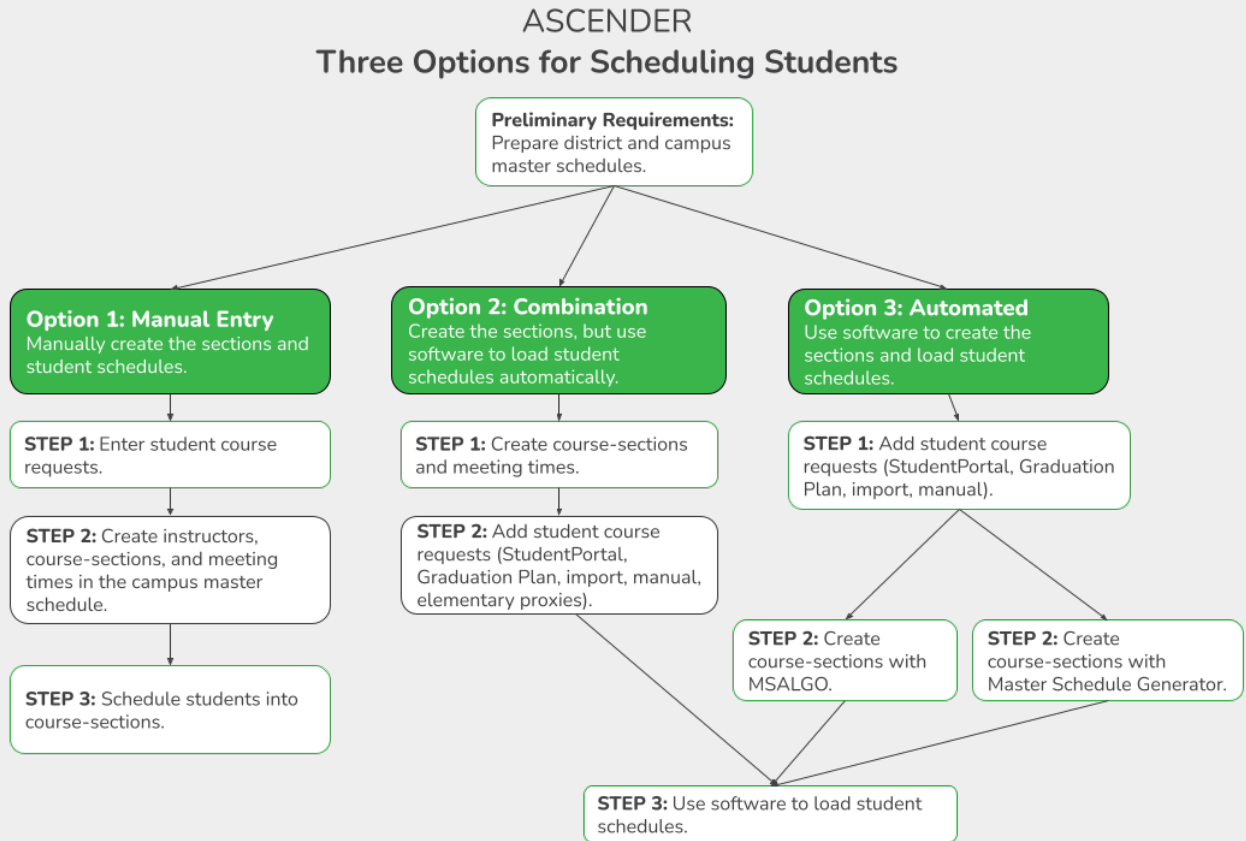 ASCENDER
Three Options for Scheduling Students
Preliminary Requirements:
Prepare district and campus
master schedules.
Option 1: Manual Entry
Manually create the sections and
student schedules.
Option 2: Combination
Create the sections, but use
software to load student
schedules automatically.
Option 3: Automated
Use software to create the
sections and load student
schedules.
STEP 1: Enter student course
requests.
STEP 1: Create course-sections
and meeting times.
STEP 1: Add student course
requests (StudentPortal, Graduation
Plan, import, manual).
STEP 2: Create instructors,
course-sections, and meeting
times in the campus master
schedule.
STEP 2: Add student course
requests (StudentPortal,
Graduation Plan, import, manual,
elementary proxies).
STEP 2: Create
course-sections with
MSALGO.
STEP 2: Create
course-sections with
Master Schedule Generator.
STEP 3: Schedule students into
course-sections.
STEP 3: Use software to load student
schedules.